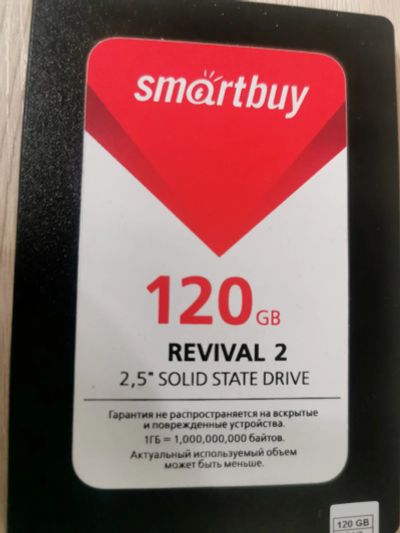 smartbuy
120 GB
REVIVAL 2
2,5" SOLID STATE DRIVE
Гарантия не распространяется на вскрытые
и поврежденные устройства.
1ГБ = 1,000,000,000 байтов.
Актуальный используемый объем
может быть меньше.
120 GB